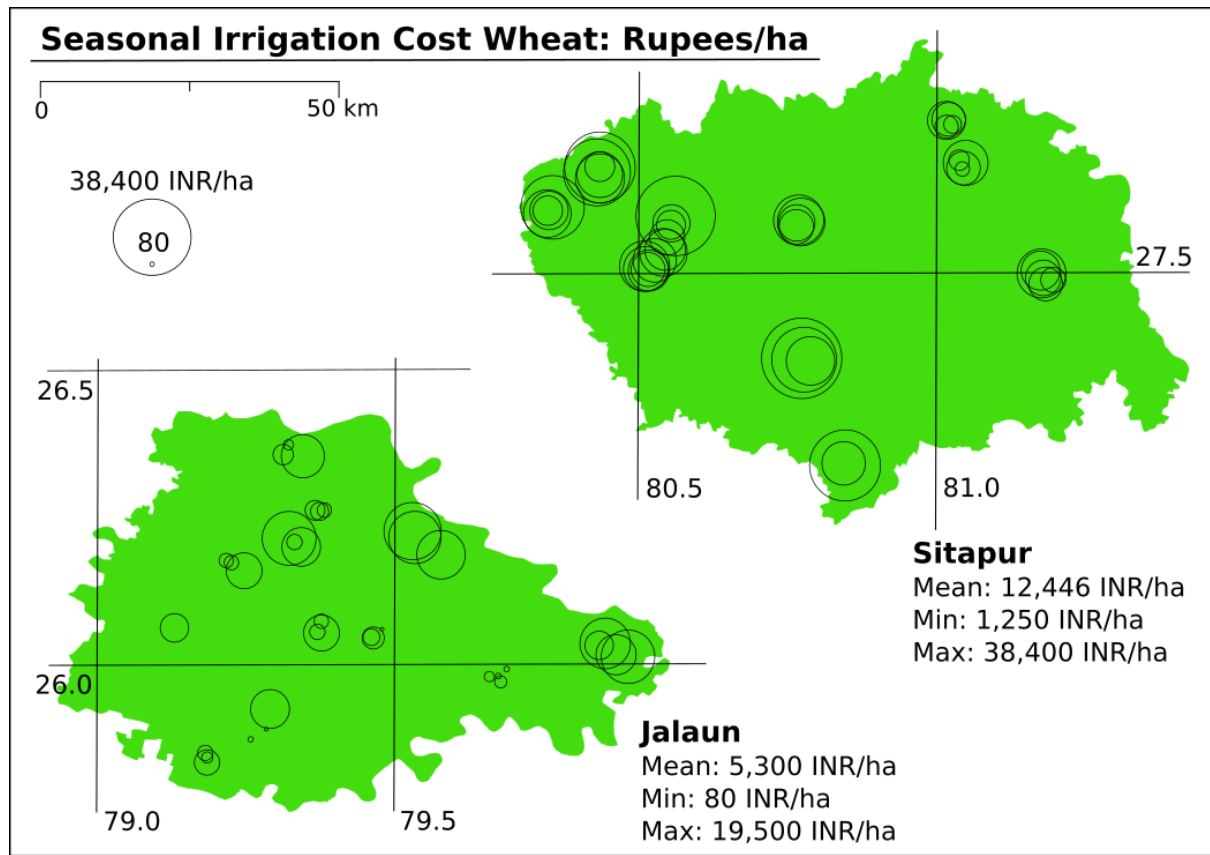 Seasonal Irrigation Cost Wheat: Rupees/ha
0
50 km
38,400 INR/ha
80
27.5
80.5
81.0
26.5
26.0
79.0
79.5
Sitapur
Mean: 12,446 INR/ha
Min: 1,250 INR/ha
Max: 38,400 INR/ha
Jalaun
Mean: 5,300 INR/ha
Min: 80 INR/ha
Max: 19,500 INR/ha